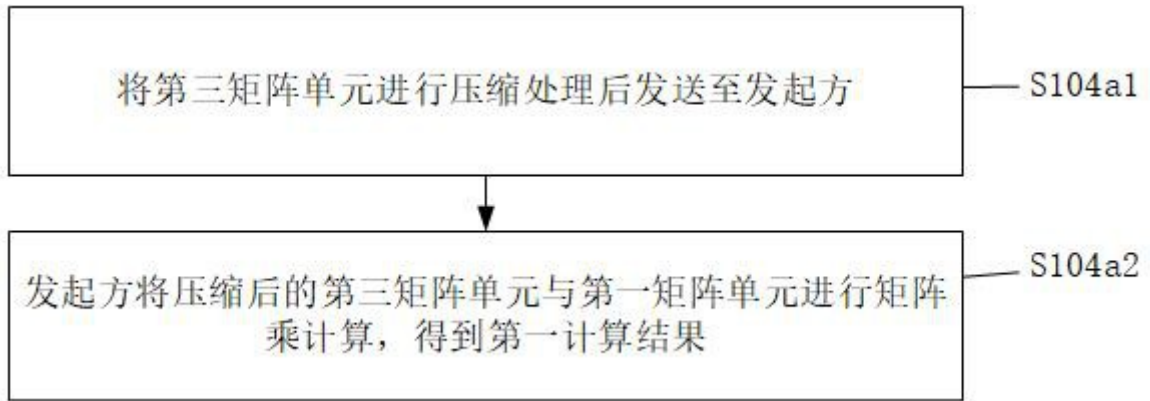 将第三矩阵单元进行压缩处理后发送至发起方
S104a1
发起方将压缩后的第三矩阵单元与第一矩阵单元进行矩阵
乘计算，得到第一计算结果
S104a2